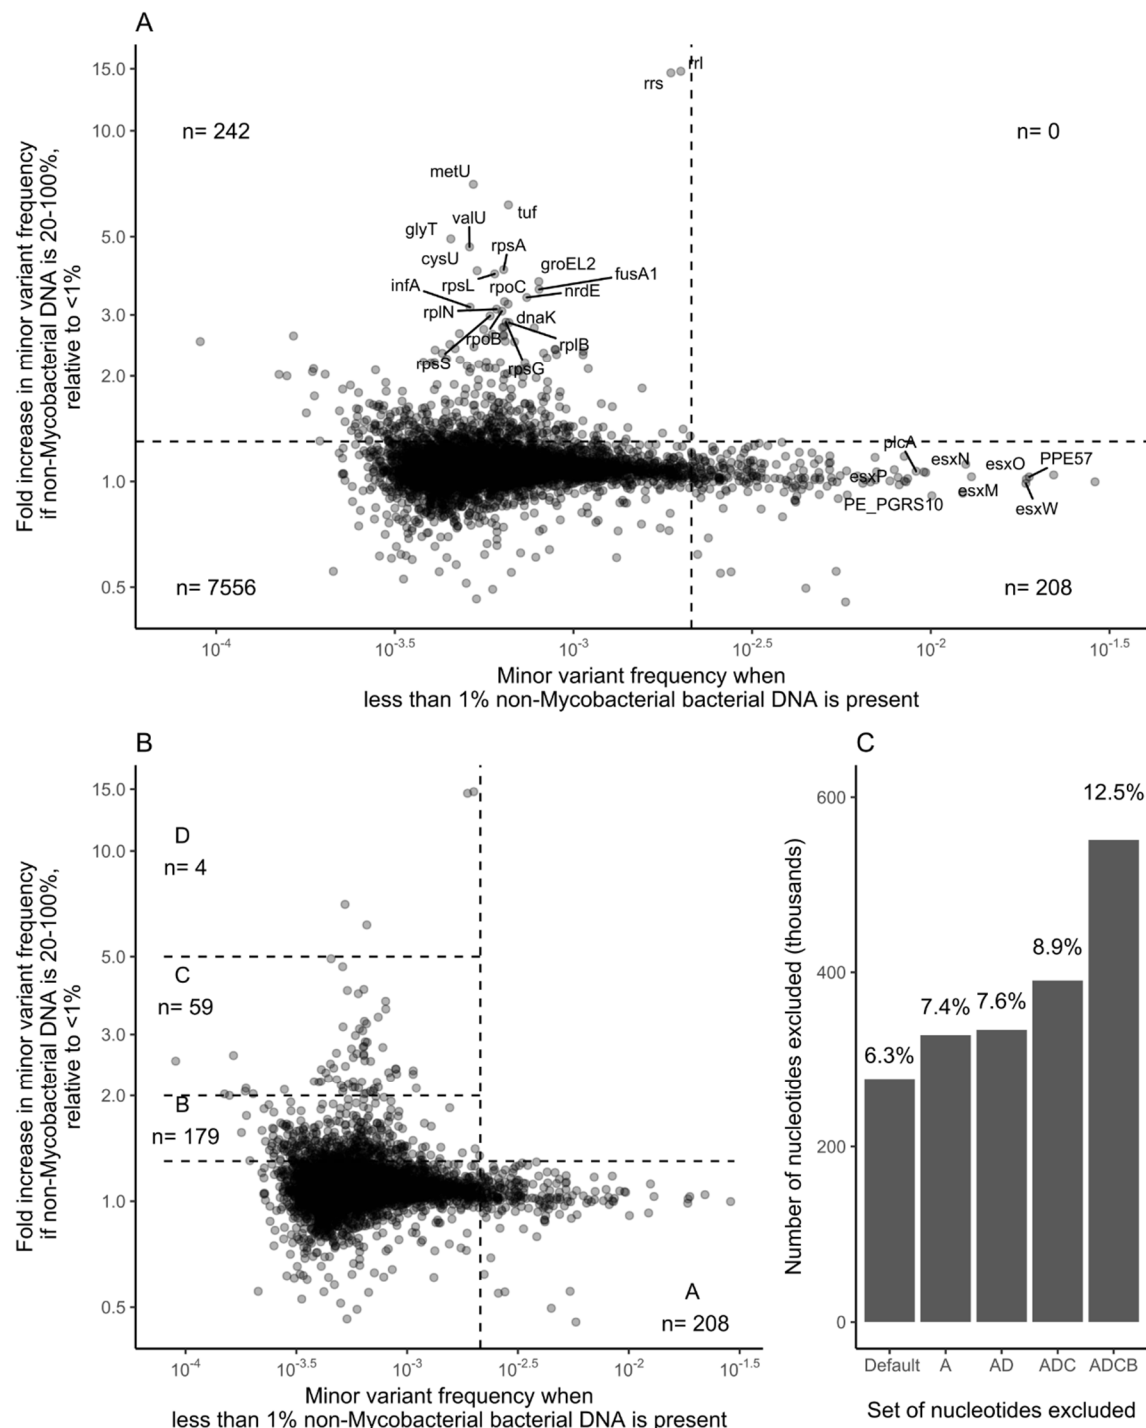 A
Fold increase in minor variant frequency
if non-Mycobacterial DNA is 20-100%,
relative to <1%
15.0
10.0
5.0
3.0
2.0
1.0
0.5
n= 242
n= 0
rrl
rrs
metU
tuf
valU
glyT
rpsA
cysU
groEL2
fusA1
infA
rpsL
rpoC
nrdE
rplN
dnaK
rpoB
rplB
rpsS
rpsG
plcA
esxN
esxO
PPE57
esxP
esxM
PE_PGRS10
esxW
n= 7556
n= 208
10-4
10-3.5
10-3
10-2.5
10-2
10-1.5
Minor variant frequency when
less than 1% non-Mycobacterial bacterial DNA is present
B
Fold increase in minor variant frequency
if non-Mycobacterial DNA is 20-100%,
relative to <1%
15.0
10.0
5.0
3.0
2.0
1.0
0.5
D
n= 4
C
n= 59
B
n= 179
A
n= 208
10-4
10-3.5
10-3
10-2.5
10-2
10-1.5
Minor variant frequency when
less than 1% non-Mycobacterial bacterial DNA is present
C
Number of nucleotides excluded (thousands)
600
400
200
0
6.3%
7.4%
7.6%
8.9%
12.5%
Default
A
AD
ADC
ADCB
Set of nucleotides excluded